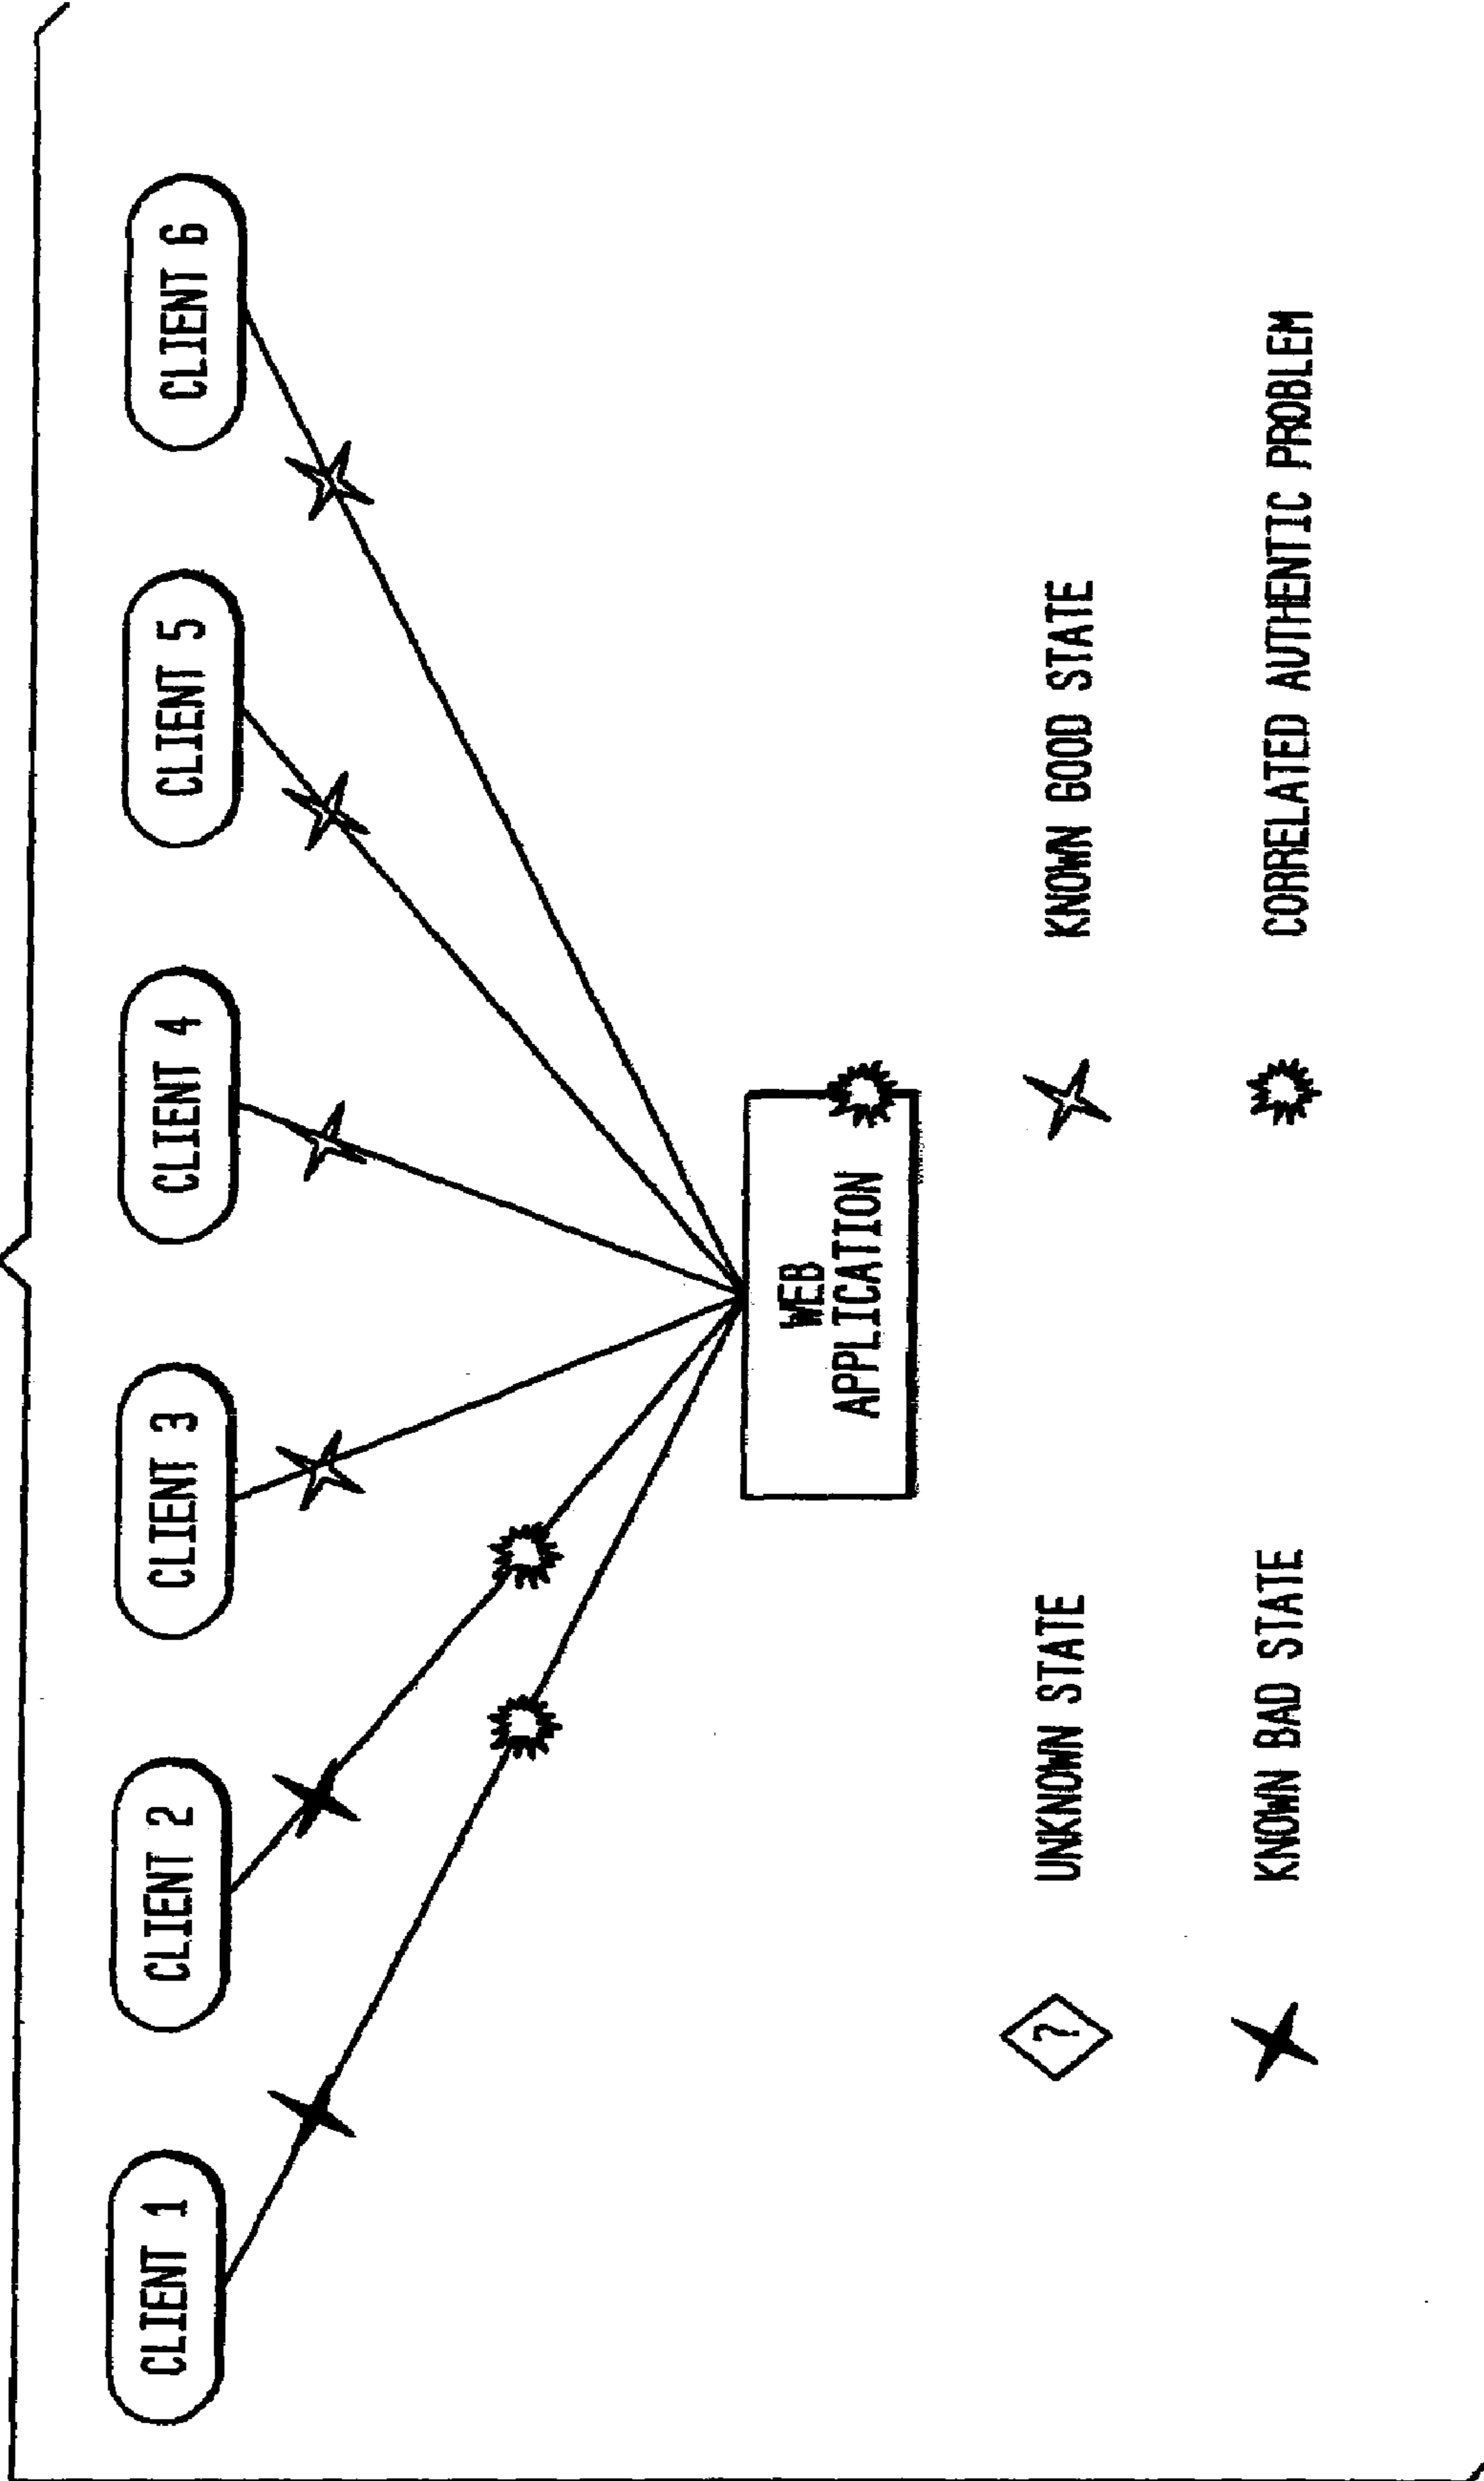 CLIENT 1
CLIENT 2
CLIENT 3
CLIENT 4
CLIENT 5
CLIENT 6
WEB
APPLICATION
?
UNKNOWN STATE
KNOWN GOOD STATE
KNOWN BAD STATE
CORRELATED AUTHENTIC PROBLEM